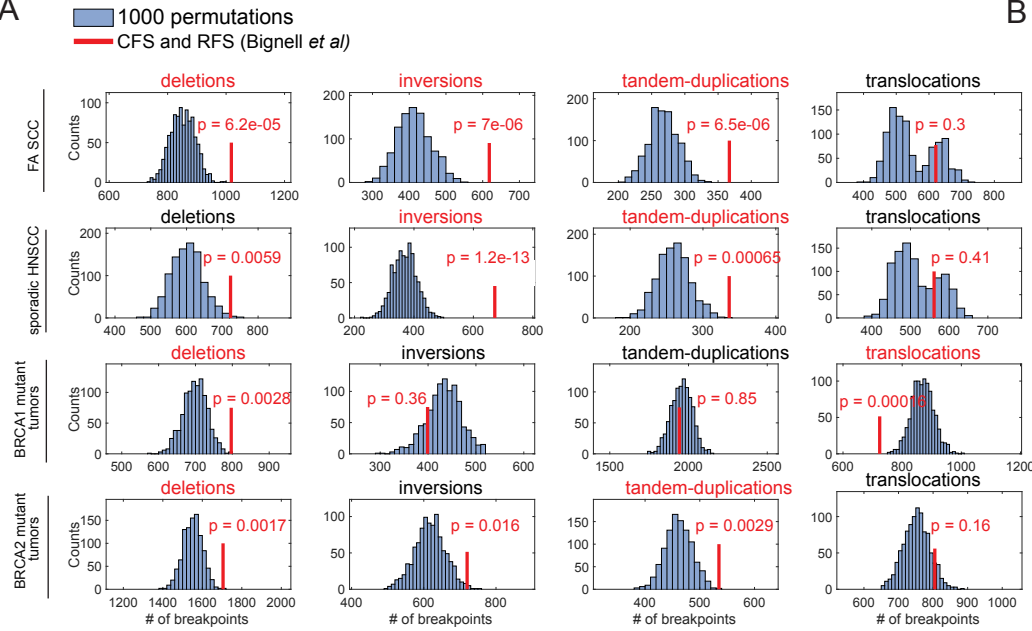 A
B
1000 permutations
CFS and RFS (Bignell et al)
deletions
inversions
tandem-duplications
translocations
FA SCC
Counts
100
50
0
p = 6.2e-05
600 800 1000 1200
200
100
0
p = 7e-06
300 400 500 600 700
200
100
0
p = 6.5e-06
200 250 300 350 400
150
100
50
0
p = 0.3
400 500 600 700 800
deletions
inversions
tandem-duplications
translocations
sporadic HNSCC
Counts
200
100
0
p = 0.0059
400 500 600 700 800
100
50
0
p = 1.2e-13
200 400 600 800
200
100
0
p = 0.00065
200 300 400
150
100
50
0
p = 0.41
400 500 600 700
deletions
inversions
tandem-duplications
translocations
BRCA1 mutant
tumors
Counts
100
50
0
p = 0.0028
500 600 700 800 900
100
50
0
p = 0.36
300 400 500 600
100
50
0
p = 0.85
1500 2000 2500
100
50
0
600 800 1000 1200
deletions
inversions
tandem-duplications
translocations
BRCA2 mutant
tumors
Counts
150
100
50
0
p = 0.0017
1200 1400 1600 1800 2000
# of breakpoints
100
50
0
p = 0.016
400 600 800
# of breakpoints
150
100
50
0
p = 0.0029
400 500 600
# of breakpoints
100
50
0
p = 0.16
600 700 800 900 1000
# of breakpoints